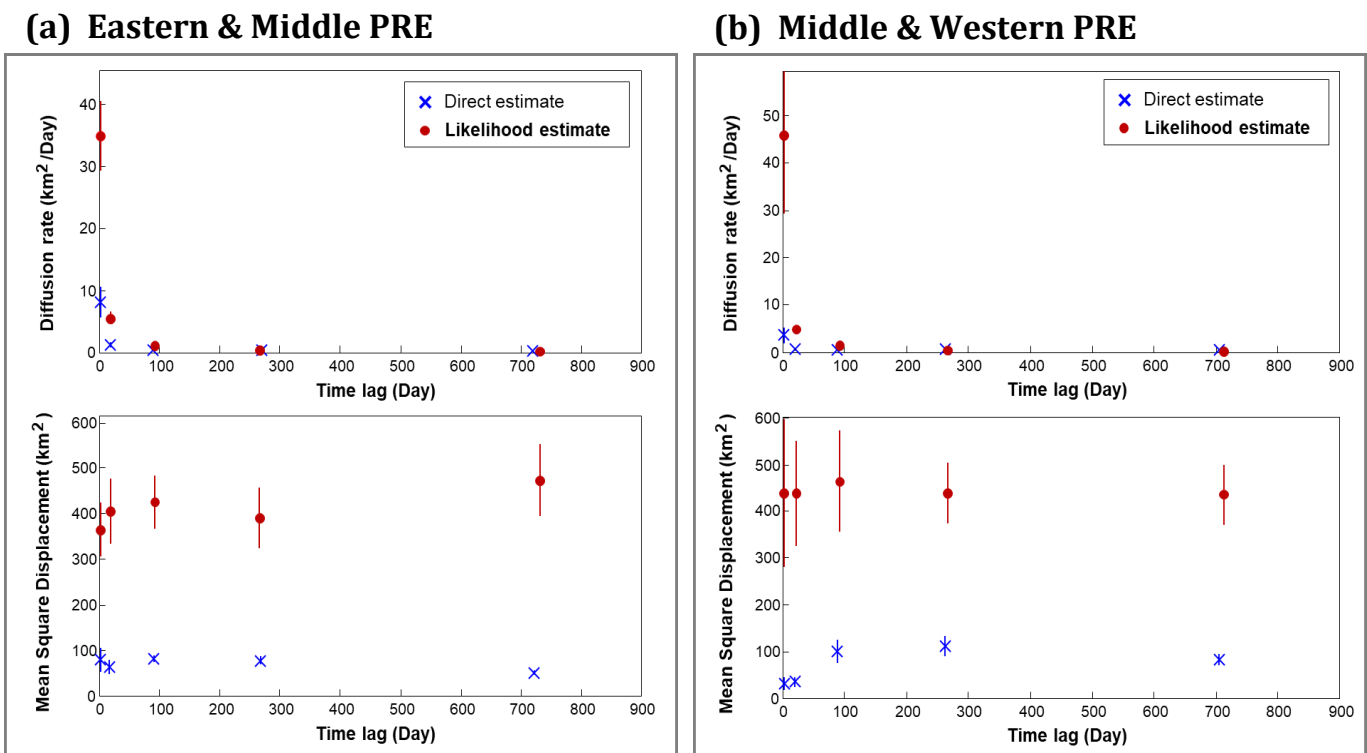 (a) Eastern & Middle PRE
Diffusion rate (km²/Day)
40
30
20
10
0
Direct estimate
Likelihood estimate
0 100 200 300 400 500 600 700 800 900
Time lag (Day)
Mean Square Displacement (km²)
600
500
400
300
200
100
0
0 100 200 300 400 500 600 700 800 900
Time lag (Day)
(b) Middle & Western PRE
Diffusion rate (km²/Day)
50
40
30
20
10
0
Direct estimate
Likelihood estimate
0 100 200 300 400 500 600 700 800 900
Time lag (Day)
Mean Square Displacement (km²)
600
500
400
300
200
100
0
0 100 200 300 400 500 600 700 800 900
Time lag (Day)